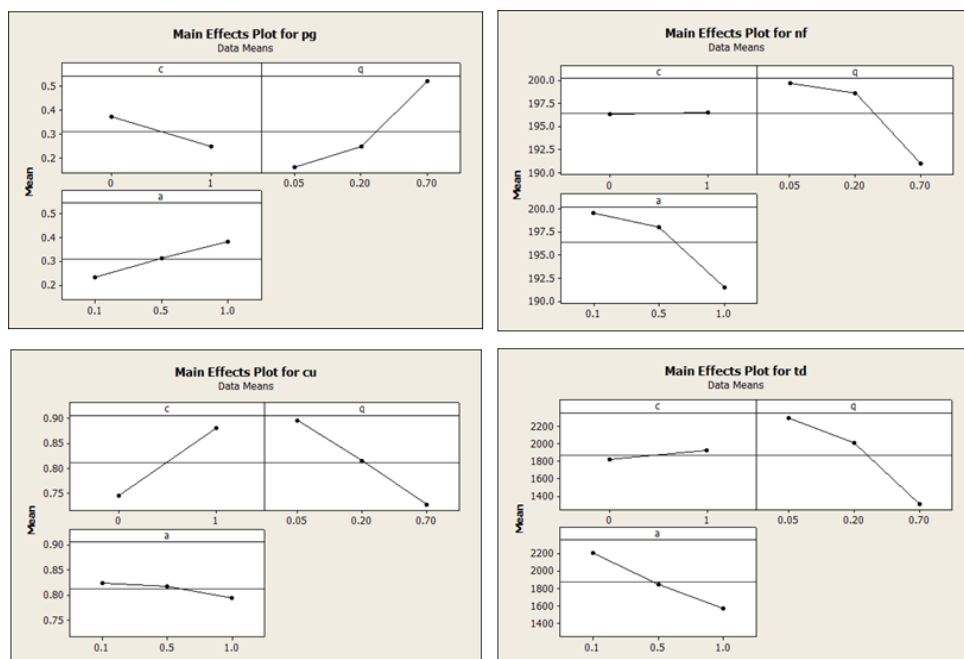 Main Effects Plot for pg
Data Means
c q
0.5
0.4
0.3
0.2
0 1 0.05 0.20 0.70
a
0.5
0.4
0.3
0.2
0.1 0.5 1.0
Mean
Main Effects Plot for nf
Data Means
c q
200.0
197.5
195.0
192.5
190.0
0 1 0.05 0.20 0.70
a
200.0
197.5
195.0
192.5
190.0
0.1 0.5 1.0
Mean
Main Effects Plot for cu
Data Means
c q
0.90
0.85
0.80
0.75
0 1 0.05 0.20 0.70
a
0.90
0.85
0.80
0.75
0.1 0.5 1.0
Mean
Main Effects Plot for td
Data Means
c q
2200
2000
1800
1600
1400
0 1 0.05 0.20 0.70
a
2200
2000
1800
1600
1400
0.1 0.5 1.0
Mean